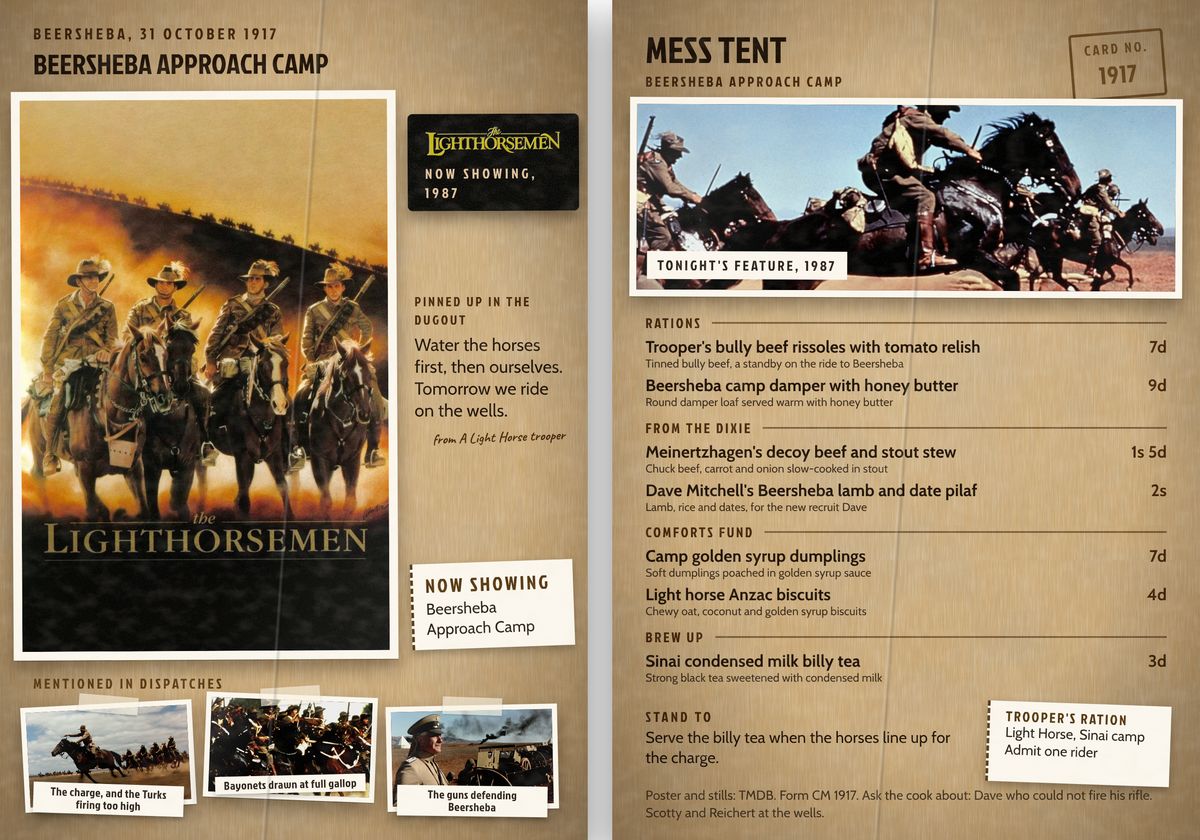 BEERSHEBA, 31 OCTOBER 1917
BEERSHEBA APPROACH CAMP
The
LIGHTHORSEMEN
NOW SHOWING,
1987
PINNED UP IN THE
DUGOUT
Water the horses
first, then ourselves.
Tomorrow we ride
on the wells.
from A Light Horse trooper
the
LIGHTHORSEMEN
NOW SHOWING
Beersheba
Approach Camp
MENTIONED IN DISPATCHES
The charge, and the Turks
firing too high
Bayonets drawn at full gallop
The guns defending
Beersheba
MESS TENT
BEERSHEBA APPROACH CAMP
CARD NO.
1917
TONIGHT'S FEATURE, 1987
RATIONS
Trooper's bully beef rissoles with tomato relish 7d
Tinned bully beef, a standby on the ride to Beersheba
Beersheba camp damper with honey butter 9d
Round damper loaf served warm with honey butter
FROM THE DIXIE
Meinertzhagen's decoy beef and stout stew 1s 5d
Chuck beef, carrot and onion slow-cooked in stout
Dave Mitchell's Beersheba lamb and date pilaf 2s
Lamb, rice and dates, for the new recruit Dave
COMFORTS FUND
Camp golden syrup dumplings 7d
Soft dumplings poached in golden syrup sauce
Light horse Anzac biscuits 4d
Chewy oat, coconut and golden syrup biscuits
BREW UP
Sinai condensed milk billy tea 3d
Strong black tea sweetened with condensed milk
STAND TO
Serve the billy tea when the horses line up for
the charge.
TROOPER'S RATION
Light Horse, Sinai camp
Admit one rider
Poster and stills: TMDB. Form CM 1917. Ask the cook about: Dave who could not fire his rifle.
Scotty and Reichert at the wells.